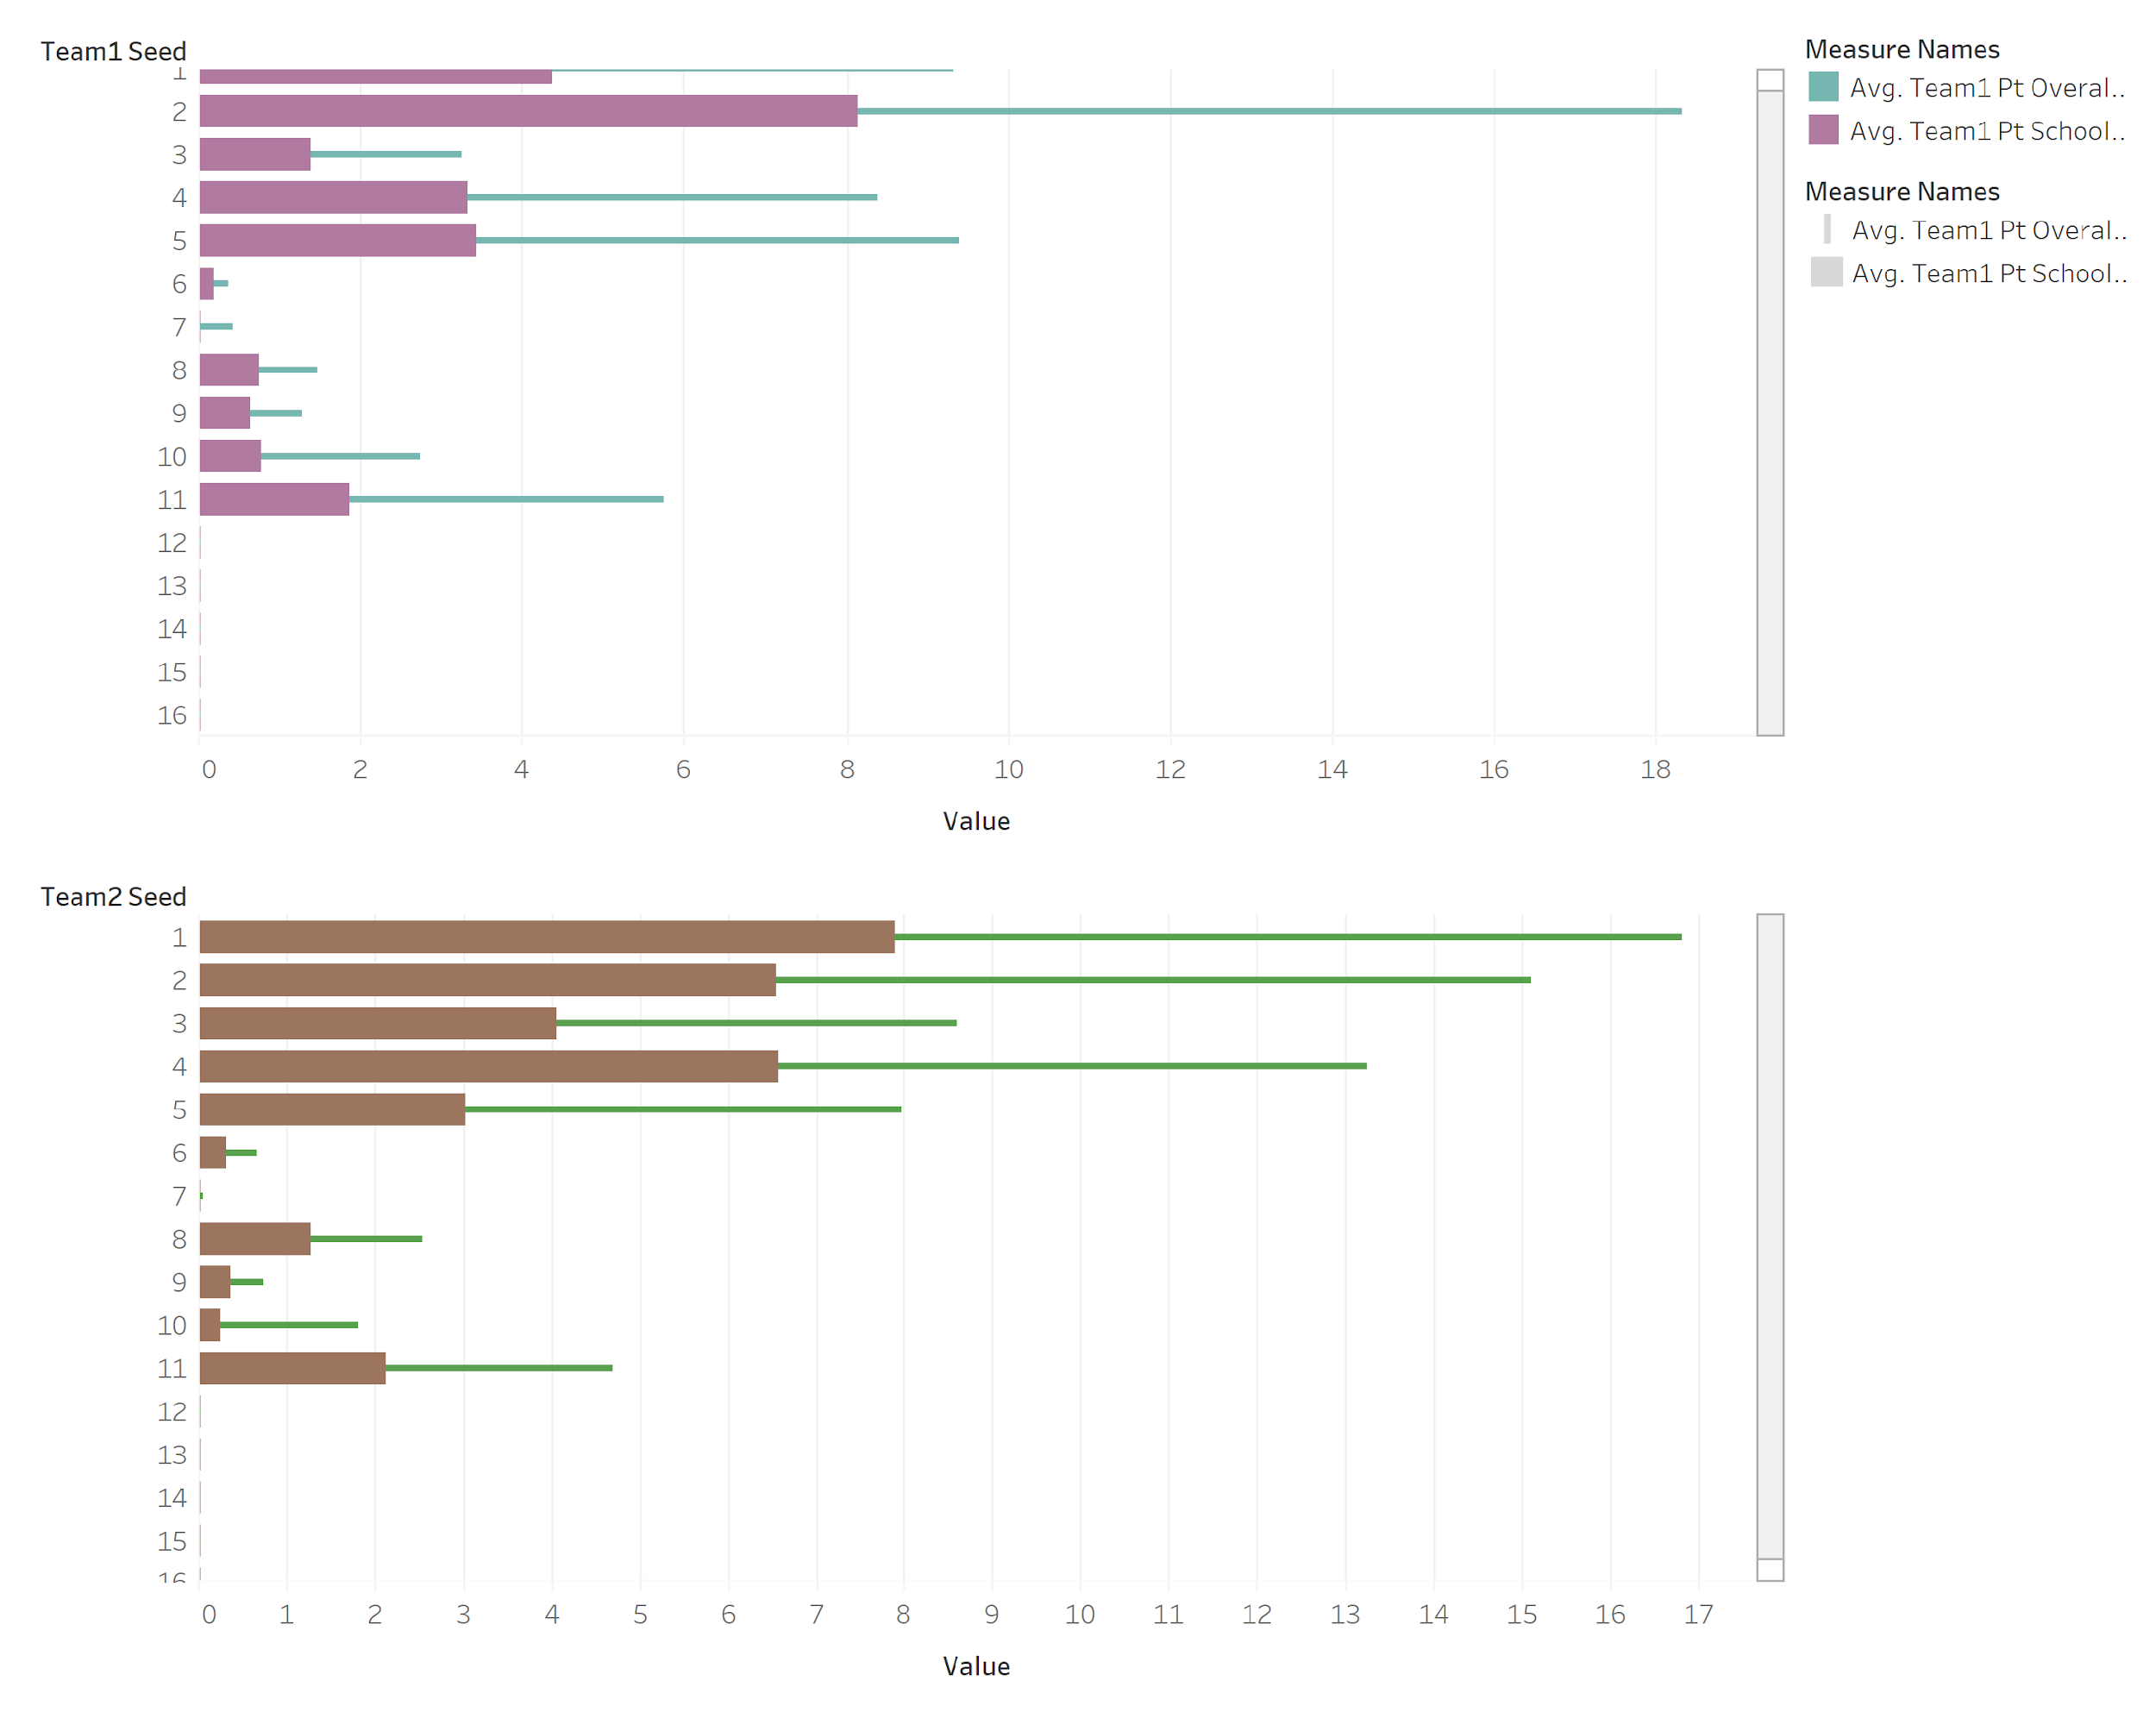 Team1 Seed
1
2
3
4
5
6
7
8
9
10
11
12
13
14
15
16
0 2 4 6 8 10 12 14 16 18
Value
Measure Names
Avg. Team1 Pt Overal..
Avg. Team1 Pt School..
Measure Names
Avg. Team1 Pt Overal..
Avg. Team1 Pt School..
Team2 Seed
1
2
3
4
5
6
7
8
9
10
11
12
13
14
15
16
0 1 2 3 4 5 6 7 8 9 10 11 12 13 14 15 16 17
Value